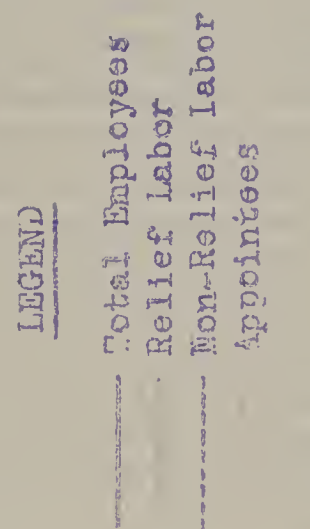 LEGEND
Total Employees
Relief Labor
Non-Relief labor
Appointees